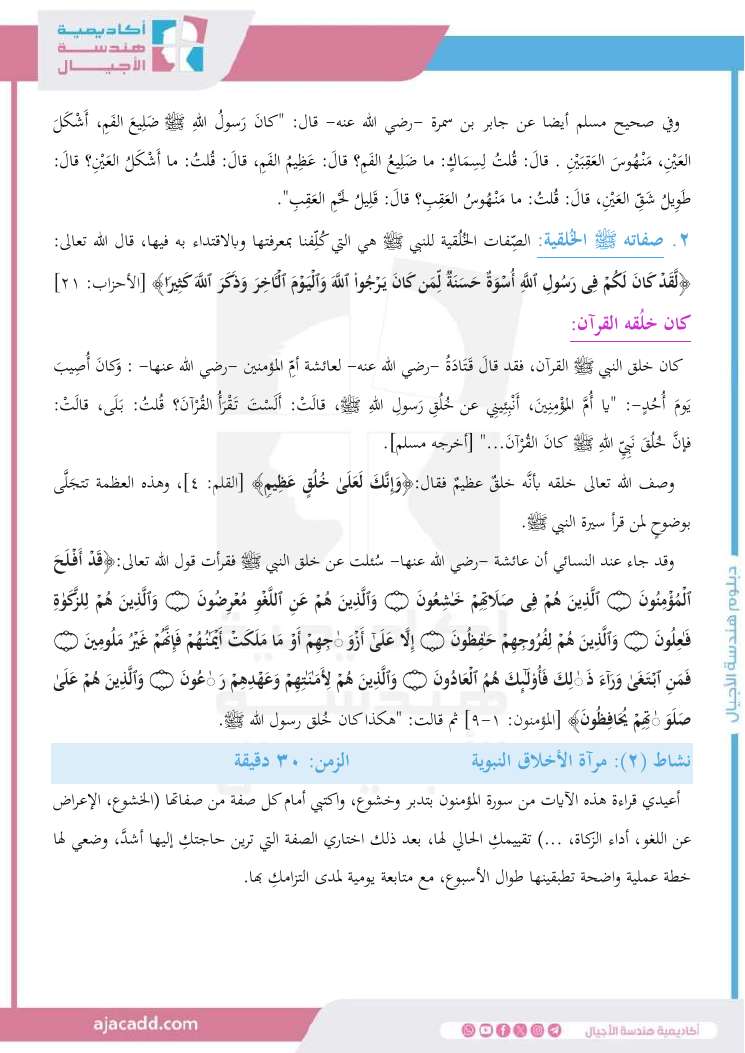 أكاديمية
هندسة
الأجيال
وفي صحيح مسلم أيضا عن جابر بن سمرة –رضي الله عنه– قال: "كانَ رَسولُ اللهِ ﷺ ضَلِيعَ الفَمِ، أَشْكَلَ
العَيْنِ، مَنْهُوسَ العَقِبَيْنِ . قالَ: قُلتُ لِسِمَاكٍ: ما ضَلِيعُ الفَمِ؟ قالَ: عَظِيمُ الفَمِ، قالَ: قُلتُ: ما أَشْكَلُ العَيْنِ؟ قالَ:
طَوِيلُ شَقِّ العَيْنِ، قالَ: قُلتُ: ما مَنْهُوسُ العَقِبِ؟ قالَ: قَلِيلُ لَحْمِ العَقِبِ".
٢. صفاته ﷺ الخُلقية: الصِّفات الخُلُقية للنبي ﷺ هي التي كُلِّفنا بمعرفتها وبالاقتداء به فيها، قال الله تعالى:
﴿لَّقَدۡ كَانَ لَكُمۡ فِي رَسُولِ ٱللَّهِ أُسۡوَةٌ حَسَنَةٞ لِّمَن كَانَ يَرۡجُواْ ٱللَّهَ وَٱلۡيَوۡمَ ٱلۡأٓخِرَ وَذَكَرَ ٱللَّهَ كَثِيرٗا﴾ [الأحزاب: ٢١]
كان خلُقه القرآن:
كان خلق النبي ﷺ القرآن، فقد قالَ قَتَادَةُ –رضي الله عنه– لعائشة أمِّ المؤمنين –رضي الله عنها– : وَكانَ أُصِيبَ
يَومَ أُحُدٍ–: "يا أُمَّ المؤْمِنِينَ، أَنْبِئِينِي عن خُلُقِ رَسولِ اللهِ ﷺ، قالَتْ: أَلَسْتَ تَقْرَأُ القُرْآنَ؟ قُلتُ: بَلَى، قالَتْ:
فإنَّ خُلُقَ نَبِيِّ اللهِ ﷺ كانَ القُرْآنَ..." [أخرجه مسلم].
وصف الله تعالى خلقه بأنَّه خلقٌ عظيمٌ فقال:﴿وَإِنَّكَ لَعَلَىٰ خُلُقٍ عَظِيمٖ﴾ [القلم: ٤]، وهذه العظمة تتجلَّى
بوضوحٍ لمن قرأ سيرة النبي ﷺ.
وقد جاء عند النسائي أن عائشة –رضي الله عنها– سُئلت عن خلق النبي ﷺ فقرأت قول الله تعالى:﴿قَدۡ أَفۡلَحَ
ٱلۡمُؤۡمِنُونَ ۝ ٱلَّذِينَ هُمۡ فِي صَلَاتِهِمۡ خَٰشِعُونَ ۝ وَٱلَّذِينَ هُمۡ عَنِ ٱللَّغۡوِ مُعۡرِضُونَ ۝ وَٱلَّذِينَ هُمۡ لِلزَّكَوٰةِ
فَٰعِلُونَ ۝ وَٱلَّذِينَ هُمۡ لِفُرُوجِهِمۡ حَٰفِظُونَ ۝ إِلَّا عَلَىٰٓ أَزۡوَٰجِهِمۡ أَوۡ مَا مَلَكَتۡ أَيۡمَٰنُهُمۡ فَإِنَّهُمۡ غَيۡرُ مَلُومِينَ ۝
فَمَنِ ٱبۡتَغَىٰ وَرَآءَ ذَٰلِكَ فَأُوْلَٰٓئِكَ هُمُ ٱلۡعَادُونَ ۝ وَٱلَّذِينَ هُمۡ لِأَمَٰنَٰتِهِمۡ وَعَهۡدِهِمۡ رَٰعُونَ ۝ وَٱلَّذِينَ هُمۡ عَلَىٰ
صَلَوَٰتِهِمۡ يُحَافِظُونَ﴾ [المؤمنون: ١–٩] ثم قالت: "هكذا كان خُلق رسول الله ﷺ.
نشاط (٢): مرآة الأخلاق النبوية الزمن: ٣٠ دقيقة
أعيدي قراءة هذه الآيات من سورة المؤمنون بتدبر وخشوع، واكتبي أمام كل صفة من صفاتها (الخشوع، الإعراض
عن اللغو، أداء الزكاة، ...) تقييمكِ الحالي لها، بعد ذلك اختاري الصفة التي ترين حاجتكِ إليها أشدَّ، وضعي لها
خطة عملية واضحة تطبقينها طوال الأسبوع، مع متابعة يومية لمدى التزامكِ بها.
دبلوم هندسة الأجيال
ajacadd.com
أكاديمية هندسة الأجيال